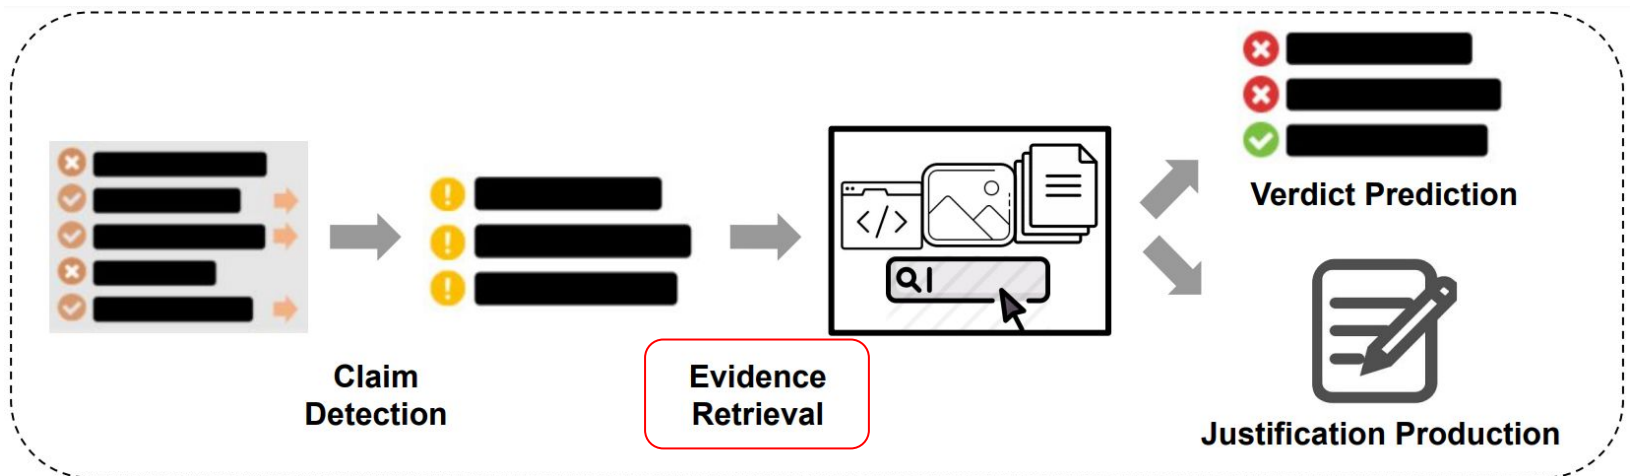 Claim
Detection
Evidence
Retrieval
</>
Verdict Prediction
Justification Production